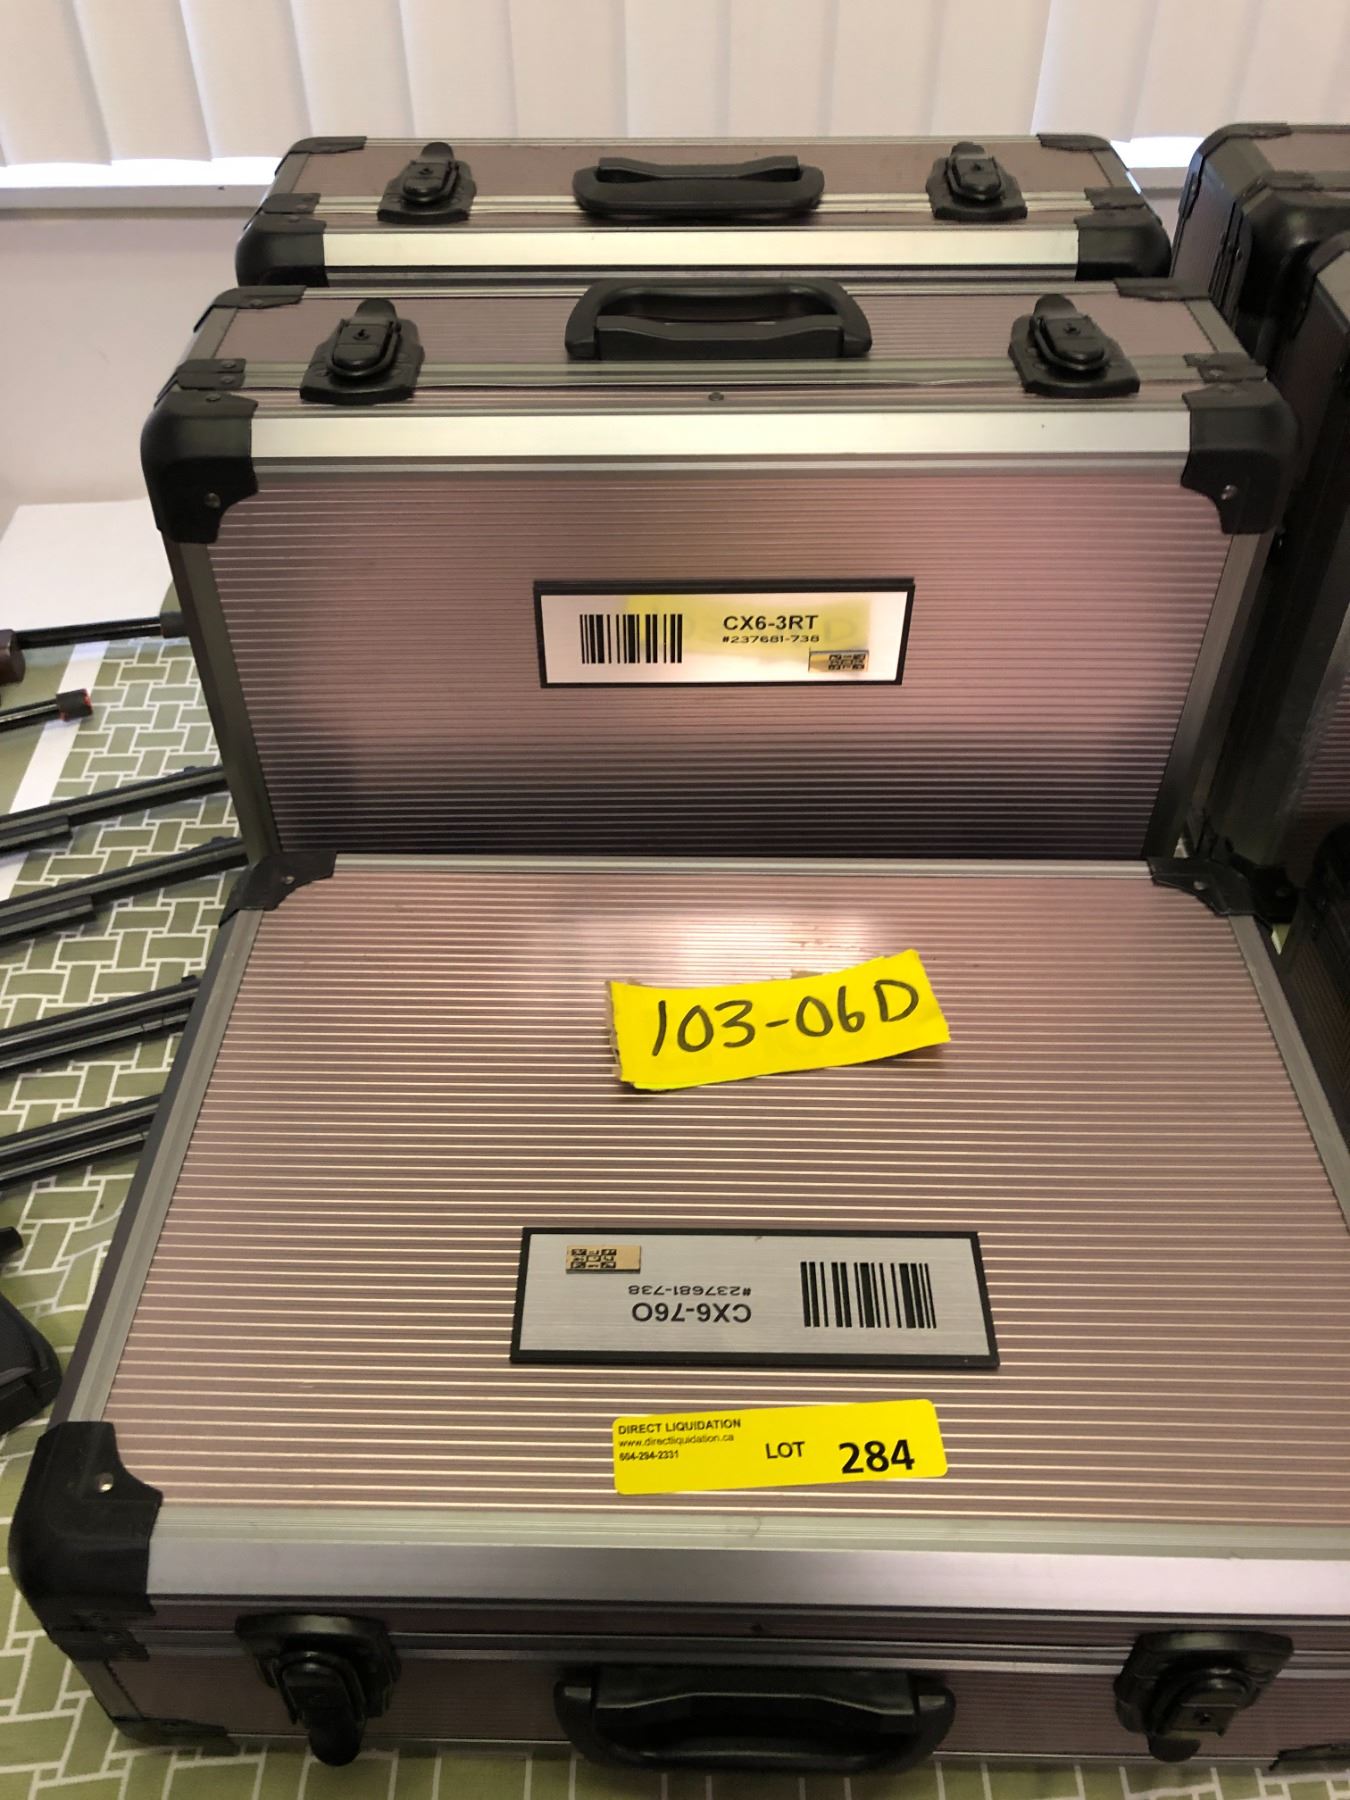 CX6-3RT
#237681-738
103-06D
#237681-738
CX6-76O
DIRECT LIQUIDATION
www.directliquidation.ca
604-294-2331
LOT 284